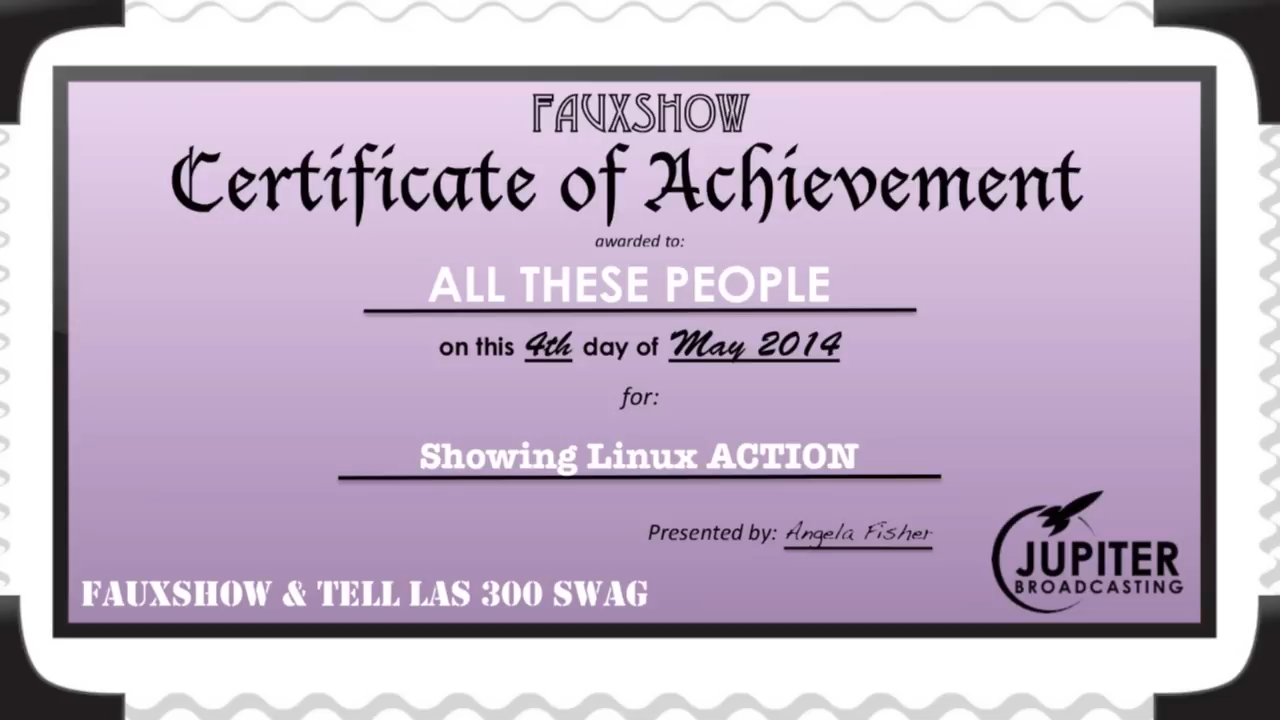 FAUXSHOW
Certificate of Achievement
awarded to:
ALL THESE PEOPLE
on this 4th day of May 2014
for:
Showing Linux ACTION
Presented by: Angela Fisher
JUPITER
BROADCASTING
FAUXSHOW & TELL LAS 300 SWAG